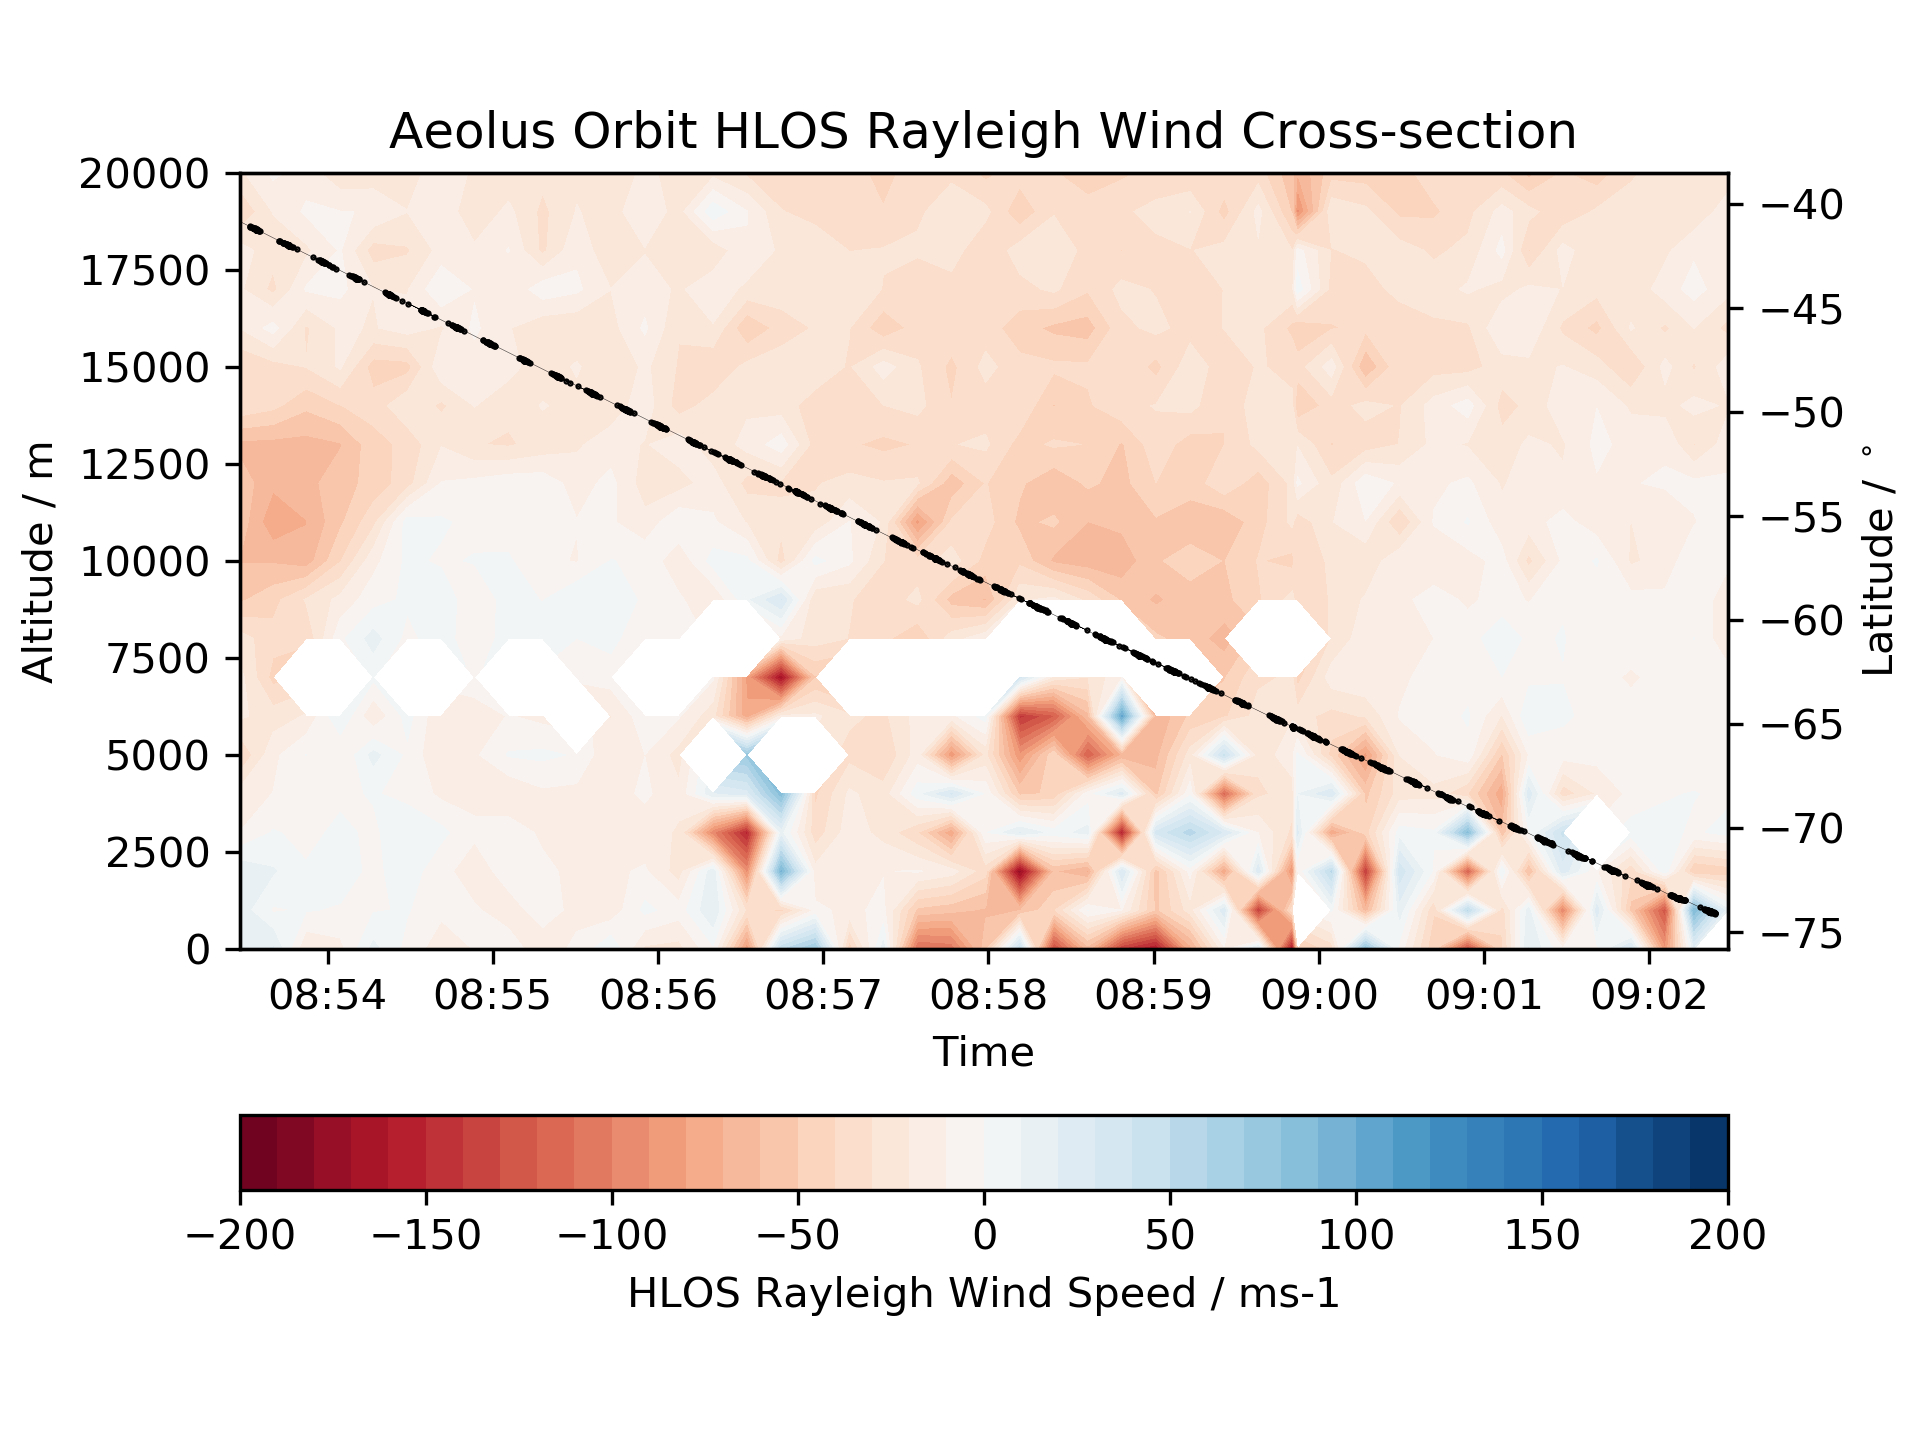 Aeolus Orbit HLOS Rayleigh Wind Cross-section
20000
17500
15000
12500
10000
7500
5000
2500
0
Altitude / m
−40
−45
−50
−55
−60
−65
−70
−75
Latitude / °
08:54 08:55 08:56 08:57 08:58 08:59 09:00 09:01 09:02
Time
−200 −150 −100 −50 0 50 100 150 200
HLOS Rayleigh Wind Speed / ms-1